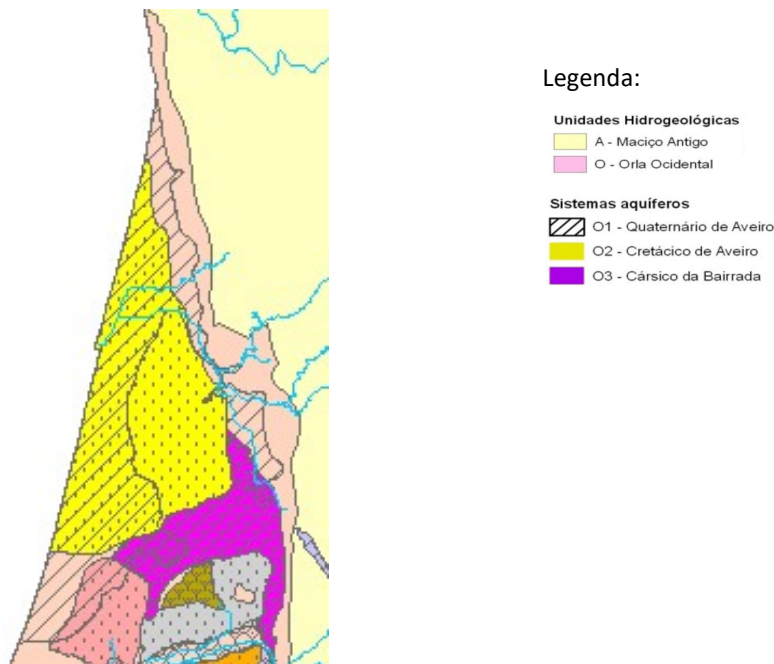 Legenda:
Unidades Hidrogeológicas
A - Maciço Antigo
O - Orla Ocidental
Sistemas aquíferos
O1 - Quaternário de Aveiro
O2 - Cretácico de Aveiro
O3 - Cársico da Bairrada